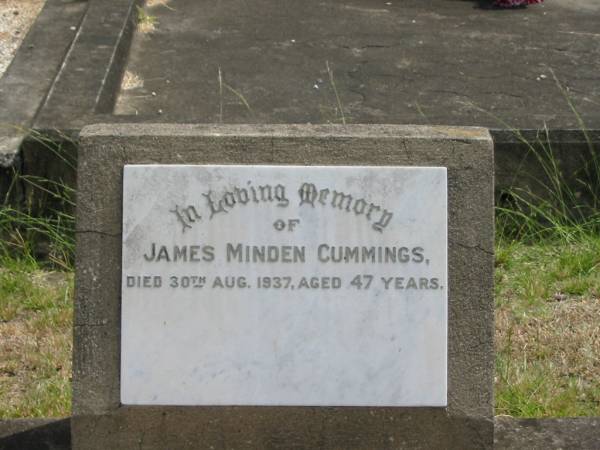 In Loving Memory
OF
JAMES MINDEN CUMMINGS,
DIED 30TH AUG. 1937, AGED 47 YEARS.